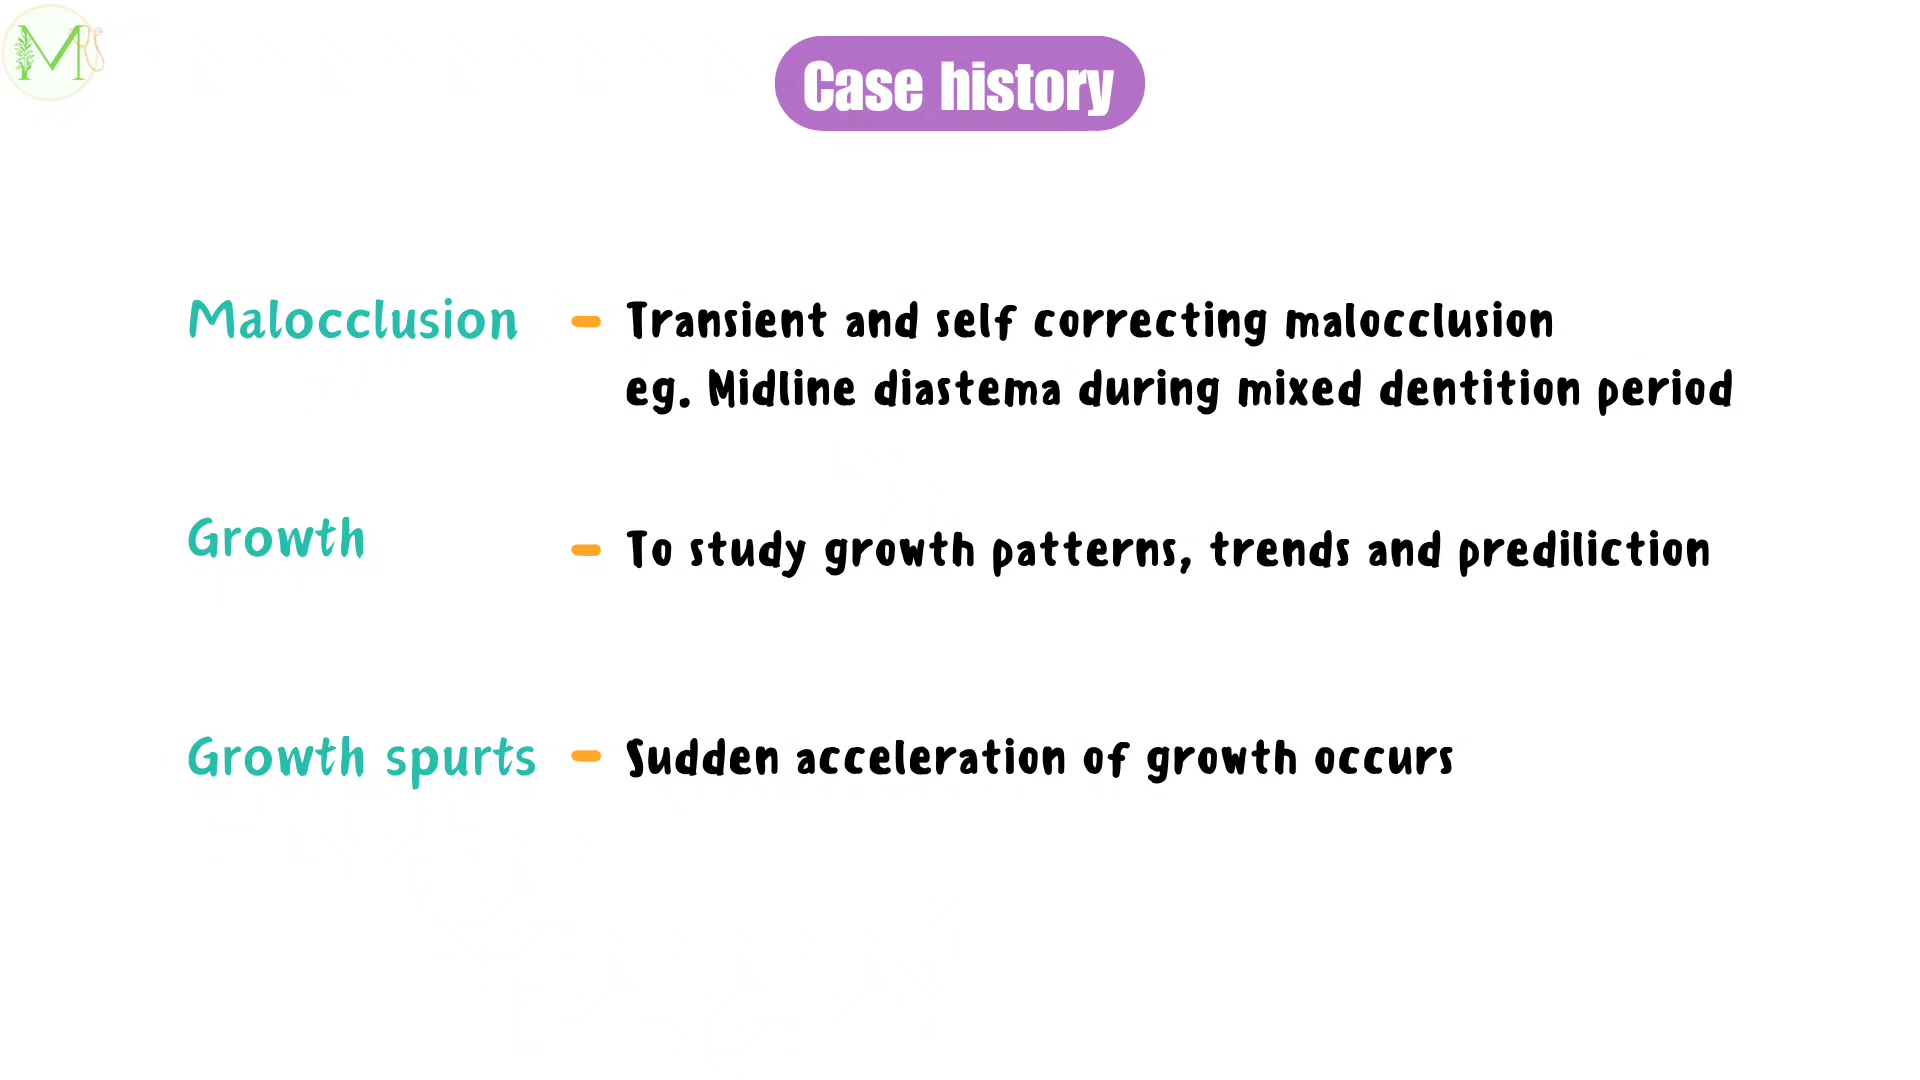 M
Case history
Malocclusion - Transient and self correcting malocclusion
eg. Midline diastema during mixed dentition period
Growth - To study growth patterns, trends and prediliction
Growth spurts - Sudden acceleration of growth occurs